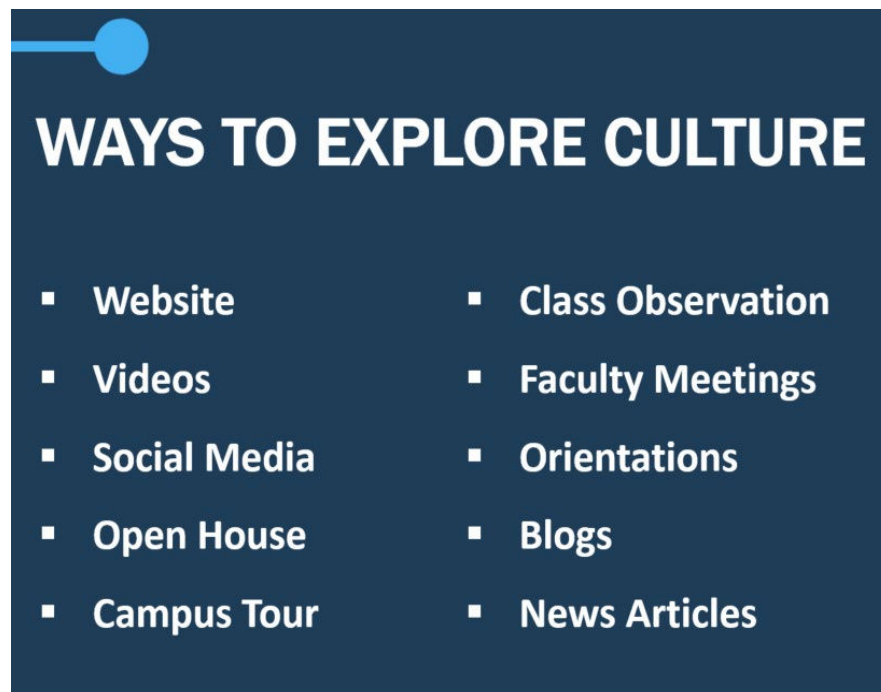 WAYS TO EXPLORE CULTURE
Website
Videos
Social Media
Open House
Campus Tour
Class Observation
Faculty Meetings
Orientations
Blogs
News Articles